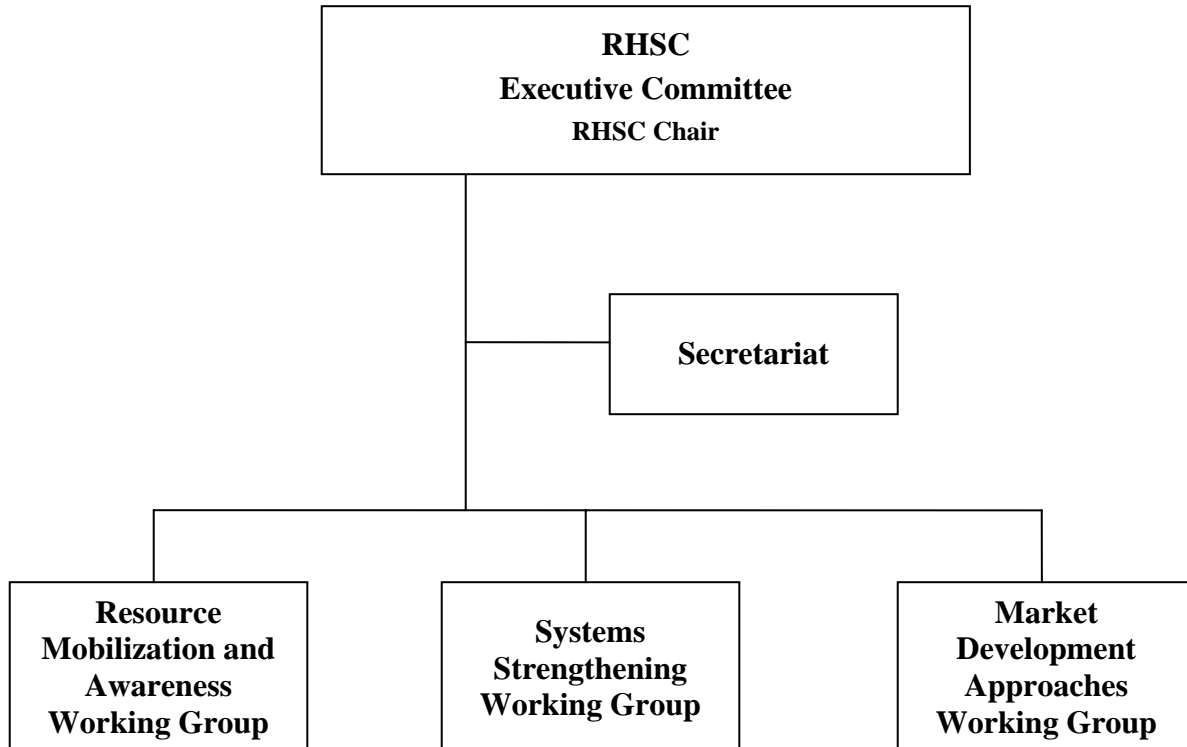 RHSC
Executive Committee
RHSC Chair
Secretariat
Resource
Mobilization and
Awareness
Working Group
Systems
Strengthening
Working Group
Market
Development
Approaches
Working Group